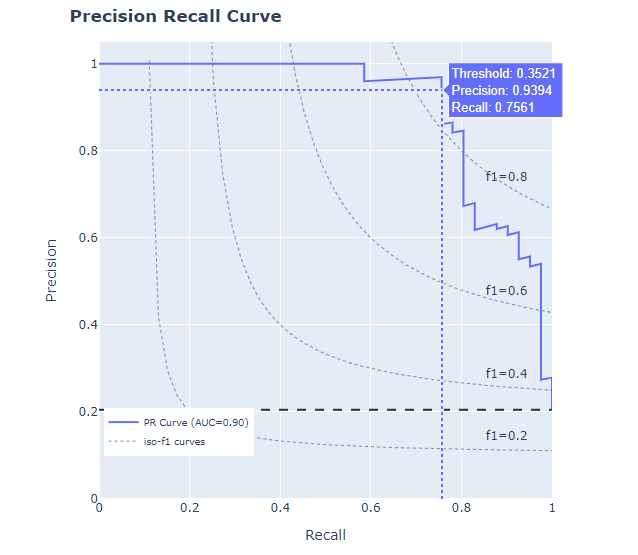 Precision Recall Curve
Threshold: 0.3521
Precision: 0.9394
Recall: 0.7561
1
0.8
0.6
0.4
0.2
0
Precision
f1=0.8
f1=0.6
f1=0.4
f1=0.2
PR Curve (AUC=0.90)
iso-f1 curves
0
0.2
0.4
0.6
0.8
1
Recall